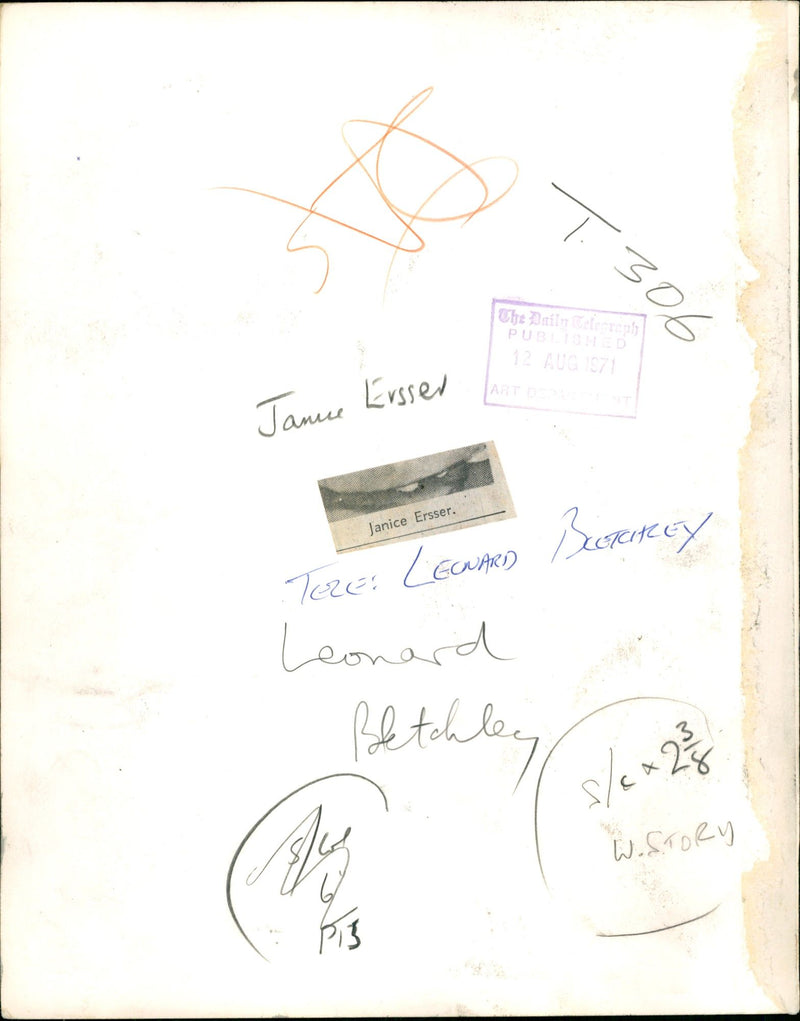 T. 306
The Daily Telegraph
PUBLISHED
12 AUG 1971
ART DEPARTMENT
Janice Ersser
Janice Ersser.
TELE: LEONARD BLETCHLEY
Leonard
Bletchley
s/c x 2 3/8
W. STORY
6
P13